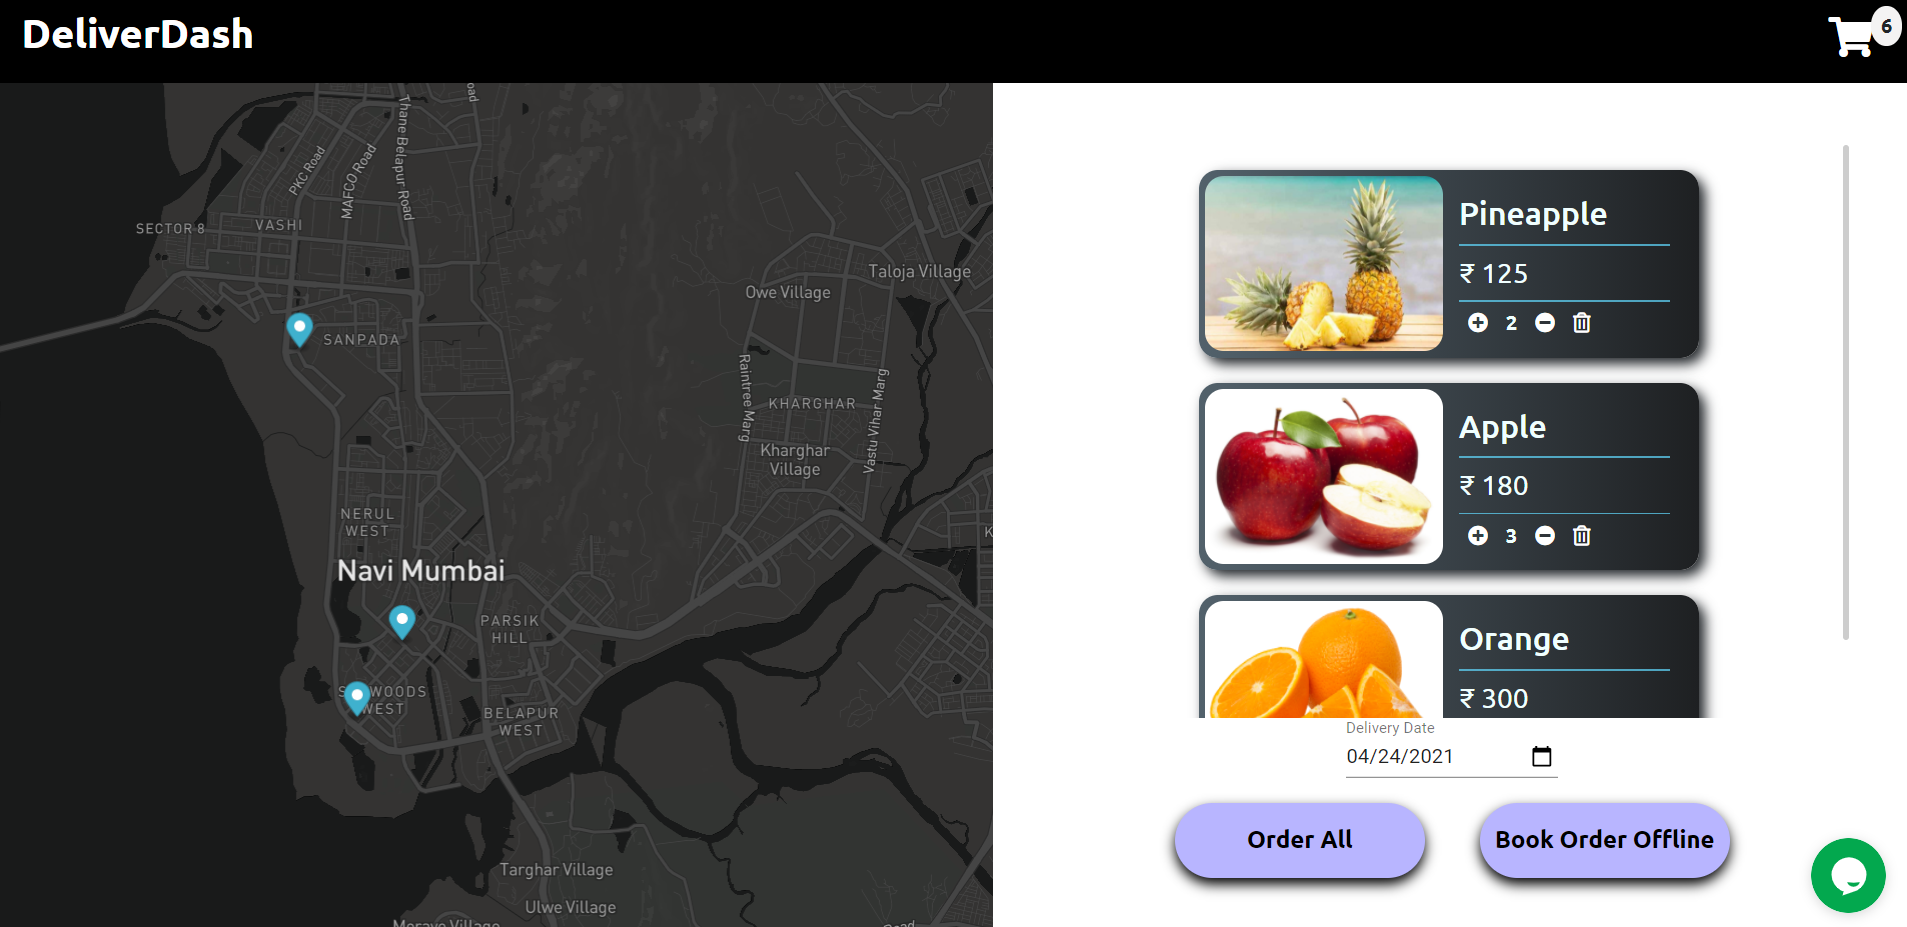 DeliverDash
6
oad
Thane Belapur Road
PKC Road
MAFCO Road
SECTOR 8
VASHI
SANPADA
Taloja Village
Owe Village
Raintree Marg
Vastu Vihar Marg
KHARGHAR
Kharghar
Village
NERUL
WEST
Navi Mumbai
PARSIK
HILL
WOODS
WEST
BELAPUR
WEST
Targhar Village
Ulwe Village
K
Pineapple
₹ 125
2
Apple
₹ 180
3
Orange
₹ 300
Delivery Date
04/24/2021
Order All
Book Order Offline